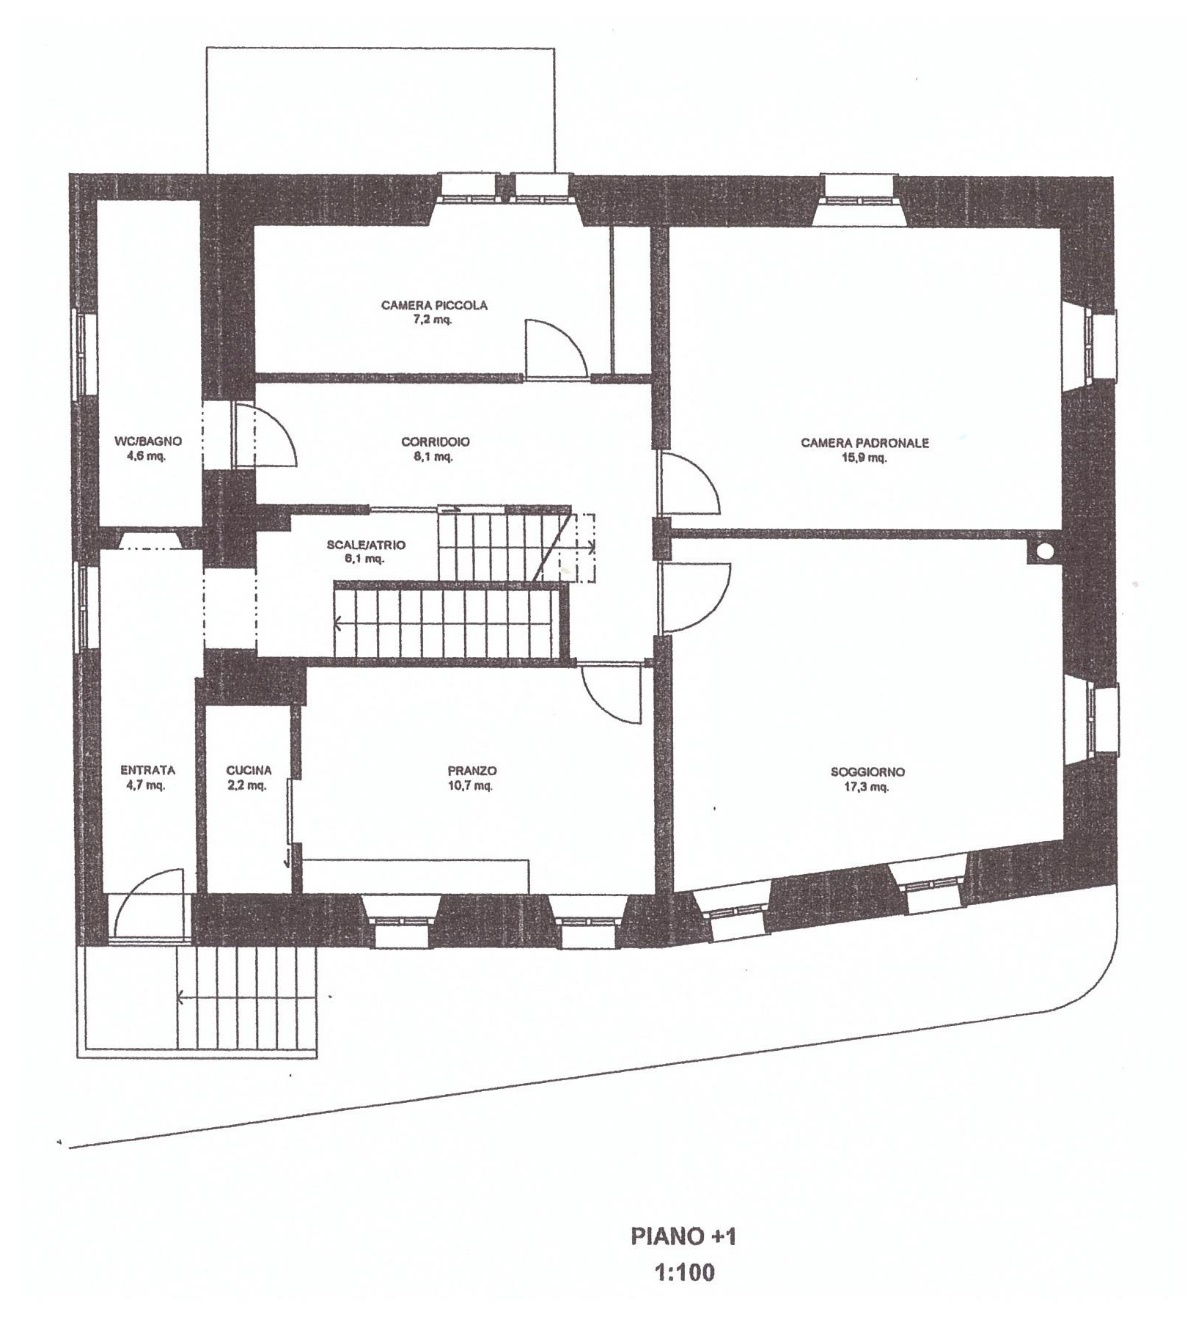 CAMERA PICCOLA
7,2 mq.
WC/BAGNO
4,6 mq.
CORRIDOIO
8,1 mq.
CAMERA PADRONALE
15,9 mq.
SCALE/ATRIO
6,1 mq.
ENTRATA
4,7 mq.
CUCINA
2,2 mq.
PRANZO
10,7 mq.
SOGGIORNO
17,3 mq.
PIANO +1
1:100